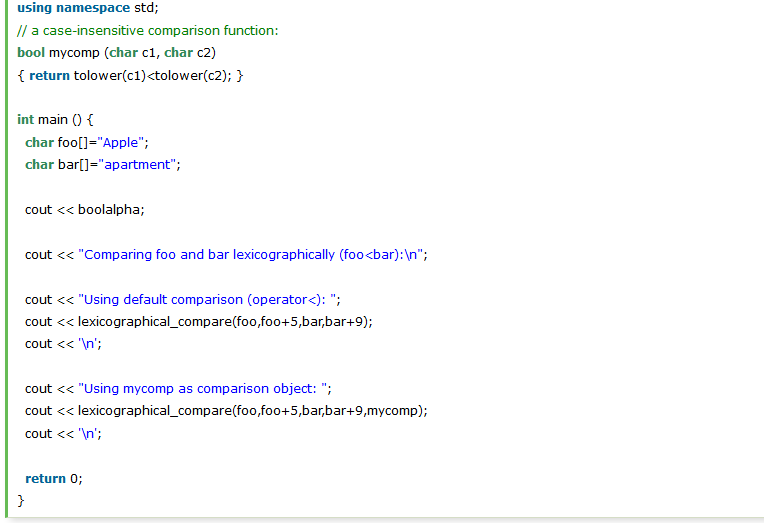 using namespace std;
// a case-insensitive comparison function:
bool mycomp (char c1, char c2)
{ return tolower(c1)<tolower(c2); }
int main () {
char foo[]="Apple";
char bar[]="apartment";
cout << boolalpha;
cout << "Comparing foo and bar lexicographically (foo<bar):\n";
cout << "Using default comparison (operator<): ";
cout << lexicographical_compare(foo,foo+5,bar,bar+9);
cout << '\n';
cout << "Using mycomp as comparison object: ";
cout << lexicographical_compare(foo,foo+5,bar,bar+9,mycomp);
cout << '\n';
return 0;
}